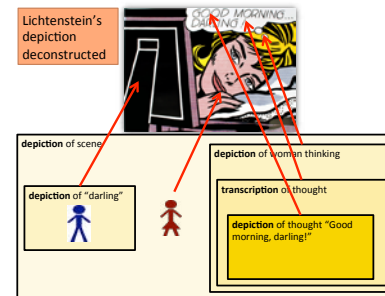 Lichtenstein's
depiction
deconstructed
GOOD MORNING...
DARLING!
depiction of scene
depiction of woman thinking
depiction of "darling"
transcription of thought
depiction of thought "Good
morning, darling!"